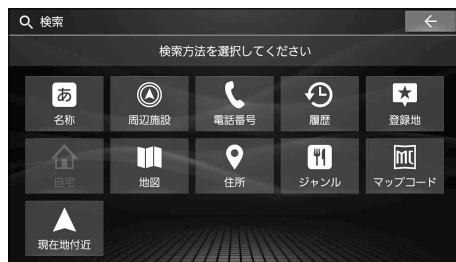 検索
検索方法を選択してください
あ
名称
周辺施設
電話番号
履歴
登録地
自宅
地図
住所
ジャンル
MC
マップコード
現在地付近